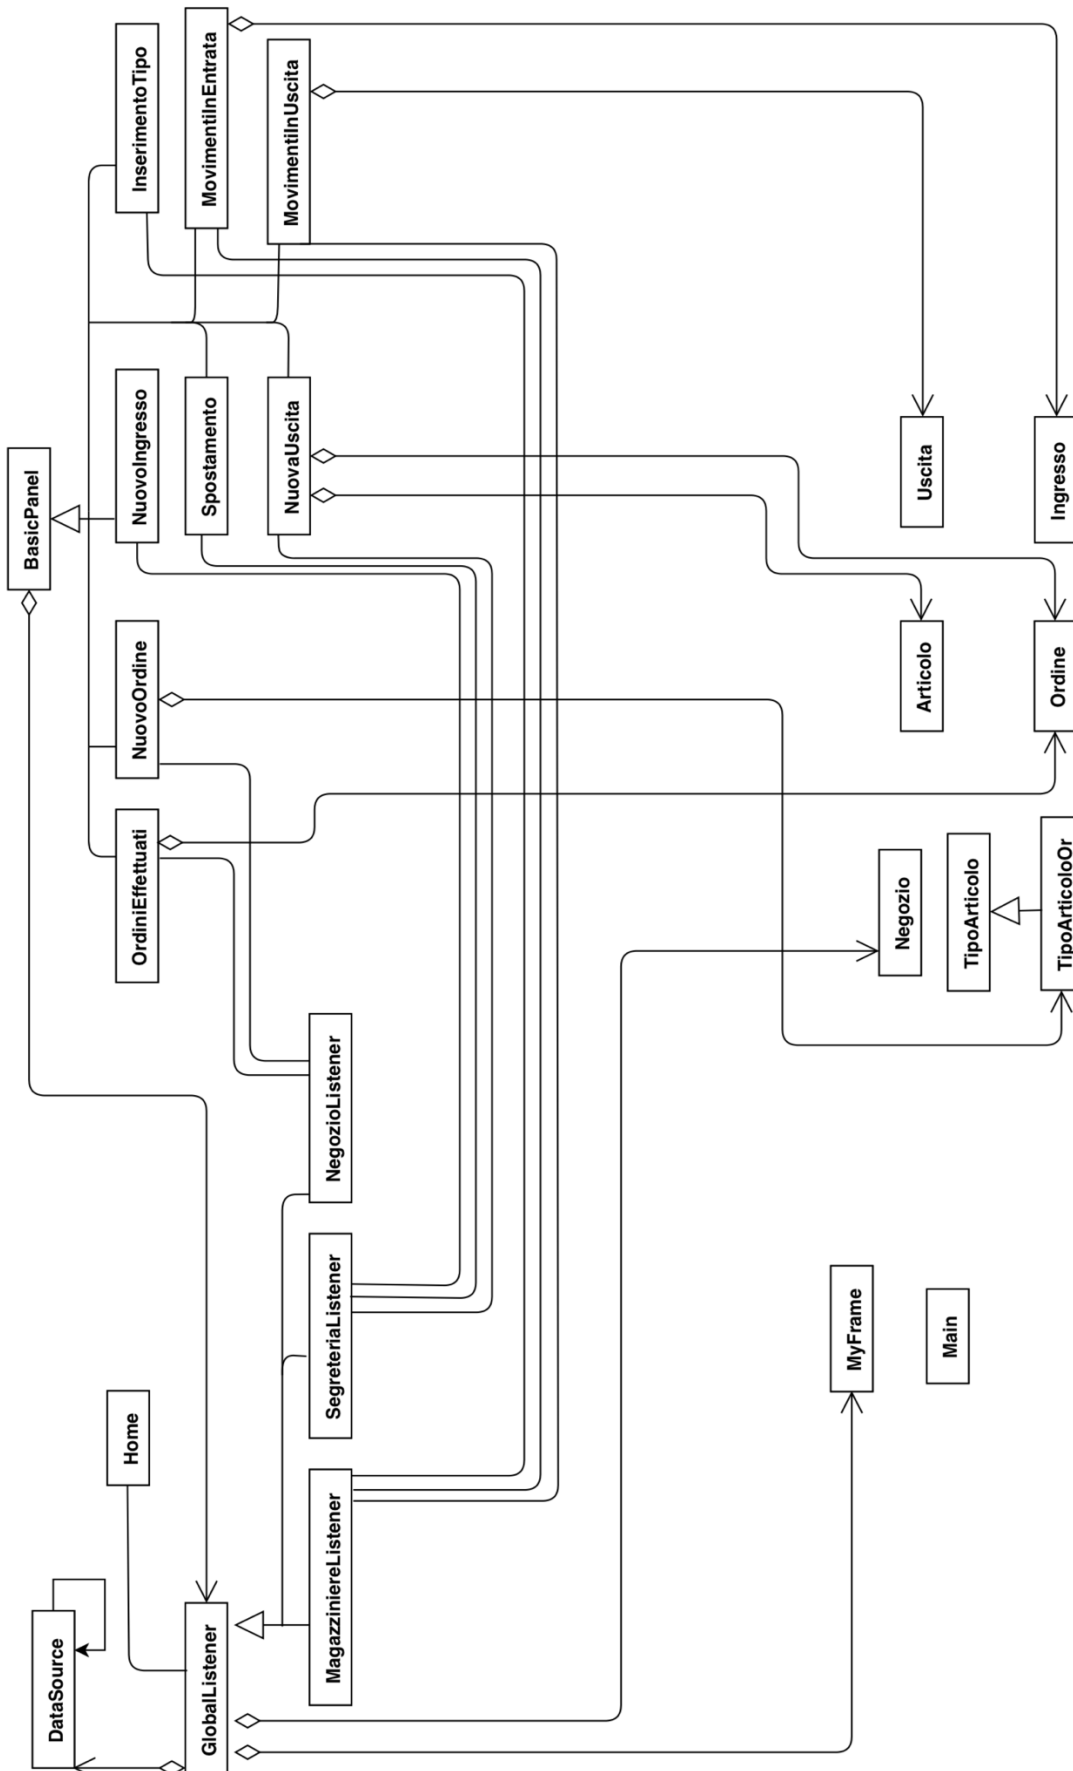 DataSource
Home
BasicPanel
GlobalListener
OrdiniEffettuati
NuovoOrdine
NuovoIngresso
InserimentoTipo
Spostamento
MovimentiInEntrata
MagazziniereListener
SegreteriaListener
NegozioListener
NuovaUscita
MovimentiInUscita
MyFrame
Negozio
Articolo
Uscita
Main
TipoArticolo
TipoArticoloOr
Ordine
Ingresso